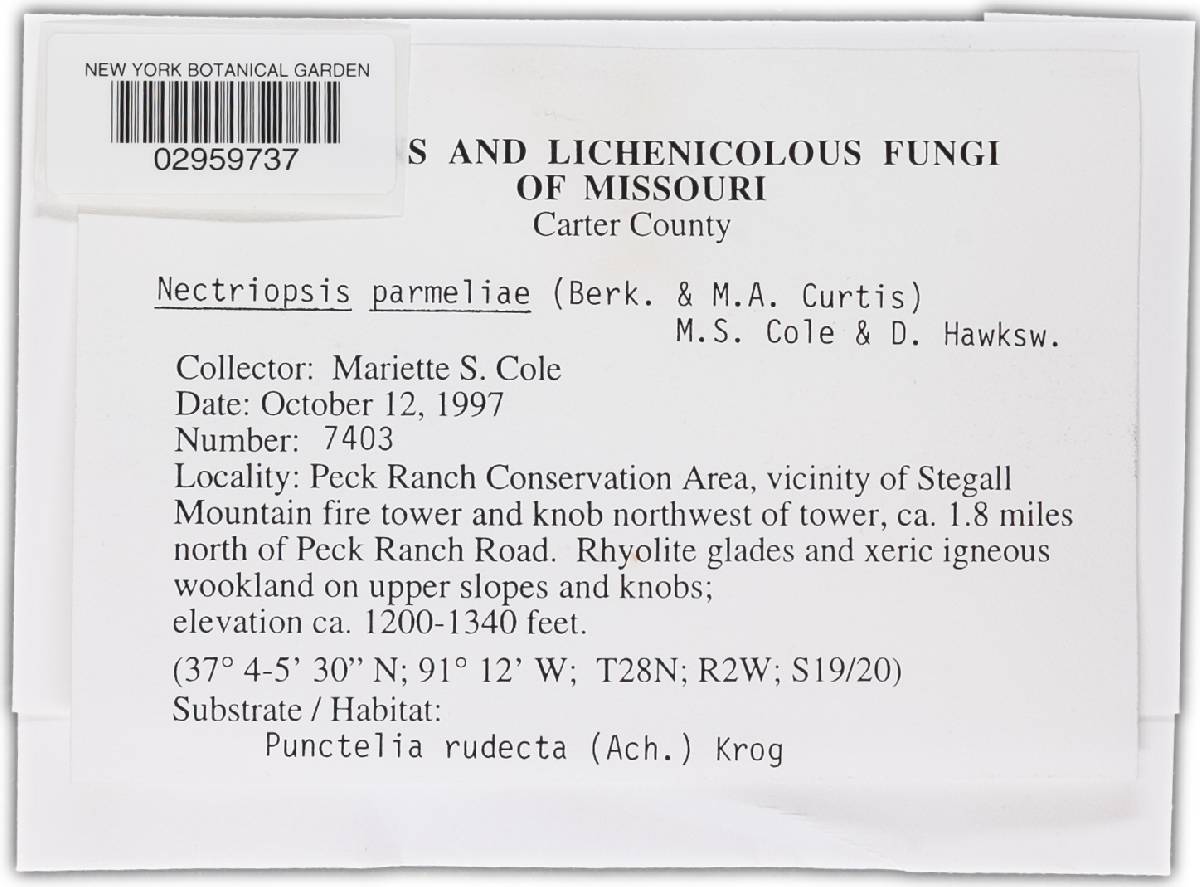 NEW YORK BOTANICAL GARDEN
02959737
S AND LICHENICOLOUS FUNGI
OF MISSOURI
Carter County
Nectriopsis parmeliae (Berk. & M.A. Curtis)
M.S. Cole & D. Hawksw.
Collector: Mariette S. Cole
Date: October 12, 1997
Number: 7403
Locality: Peck Ranch Conservation Area, vicinity of Stegall
Mountain fire tower and knob northwest of tower, ca. 1.8 miles
north of Peck Ranch Road. Rhyolite glades and xeric igneous
wookland on upper slopes and knobs;
elevation ca. 1200-1340 feet.
(37° 4-5’ 30” N; 91° 12’ W; T28N; R2W; S19/20)
Substrate / Habitat:
Punctelia rudecta (Ach.) Krog